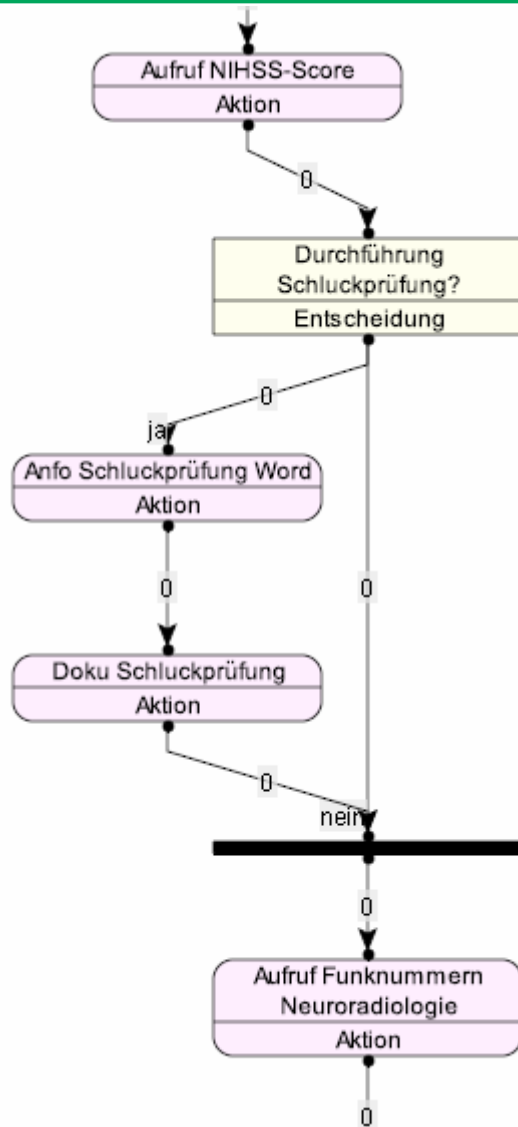 Aufruf NIHSS-Score
Aktion
0
Durchführung
Schluckprüfung?
Entscheidung
0
ja
Anfo Schluckprüfung Word
Aktion
0
0
Doku Schluckprüfung
Aktion
0
nein
0
Aufruf Funknummern
Neuroradiologie
Aktion
0